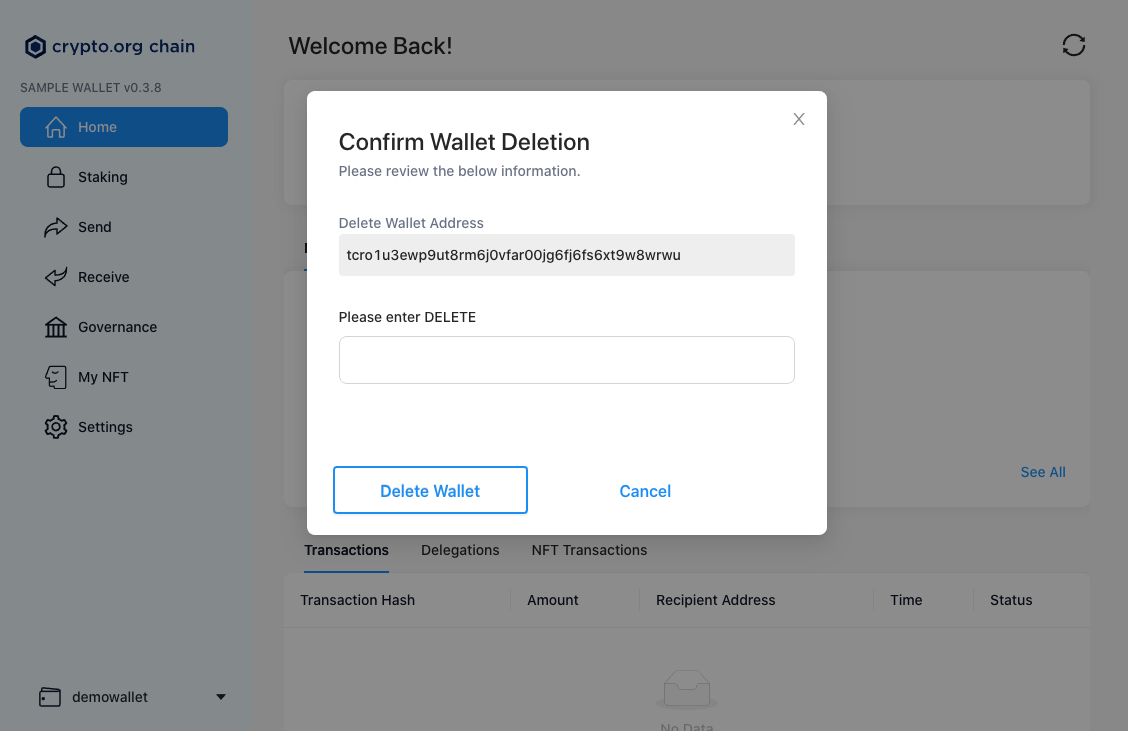 crypto.org chain
SAMPLE WALLET v0.3.8
Home
Staking
Send
Receive
Governance
My NFT
Settings
demowallet
Welcome Back!
Confirm Wallet Deletion
Please review the below information.
Delete Wallet Address
tcro1u3ewp9ut8rm6j0vfar00jg6fj6fs6xt9w8wrwu
Please enter DELETE
Delete Wallet
Cancel
See All
Transactions Delegations NFT Transactions
Transaction Hash Amount Recipient Address Time Status
No Data